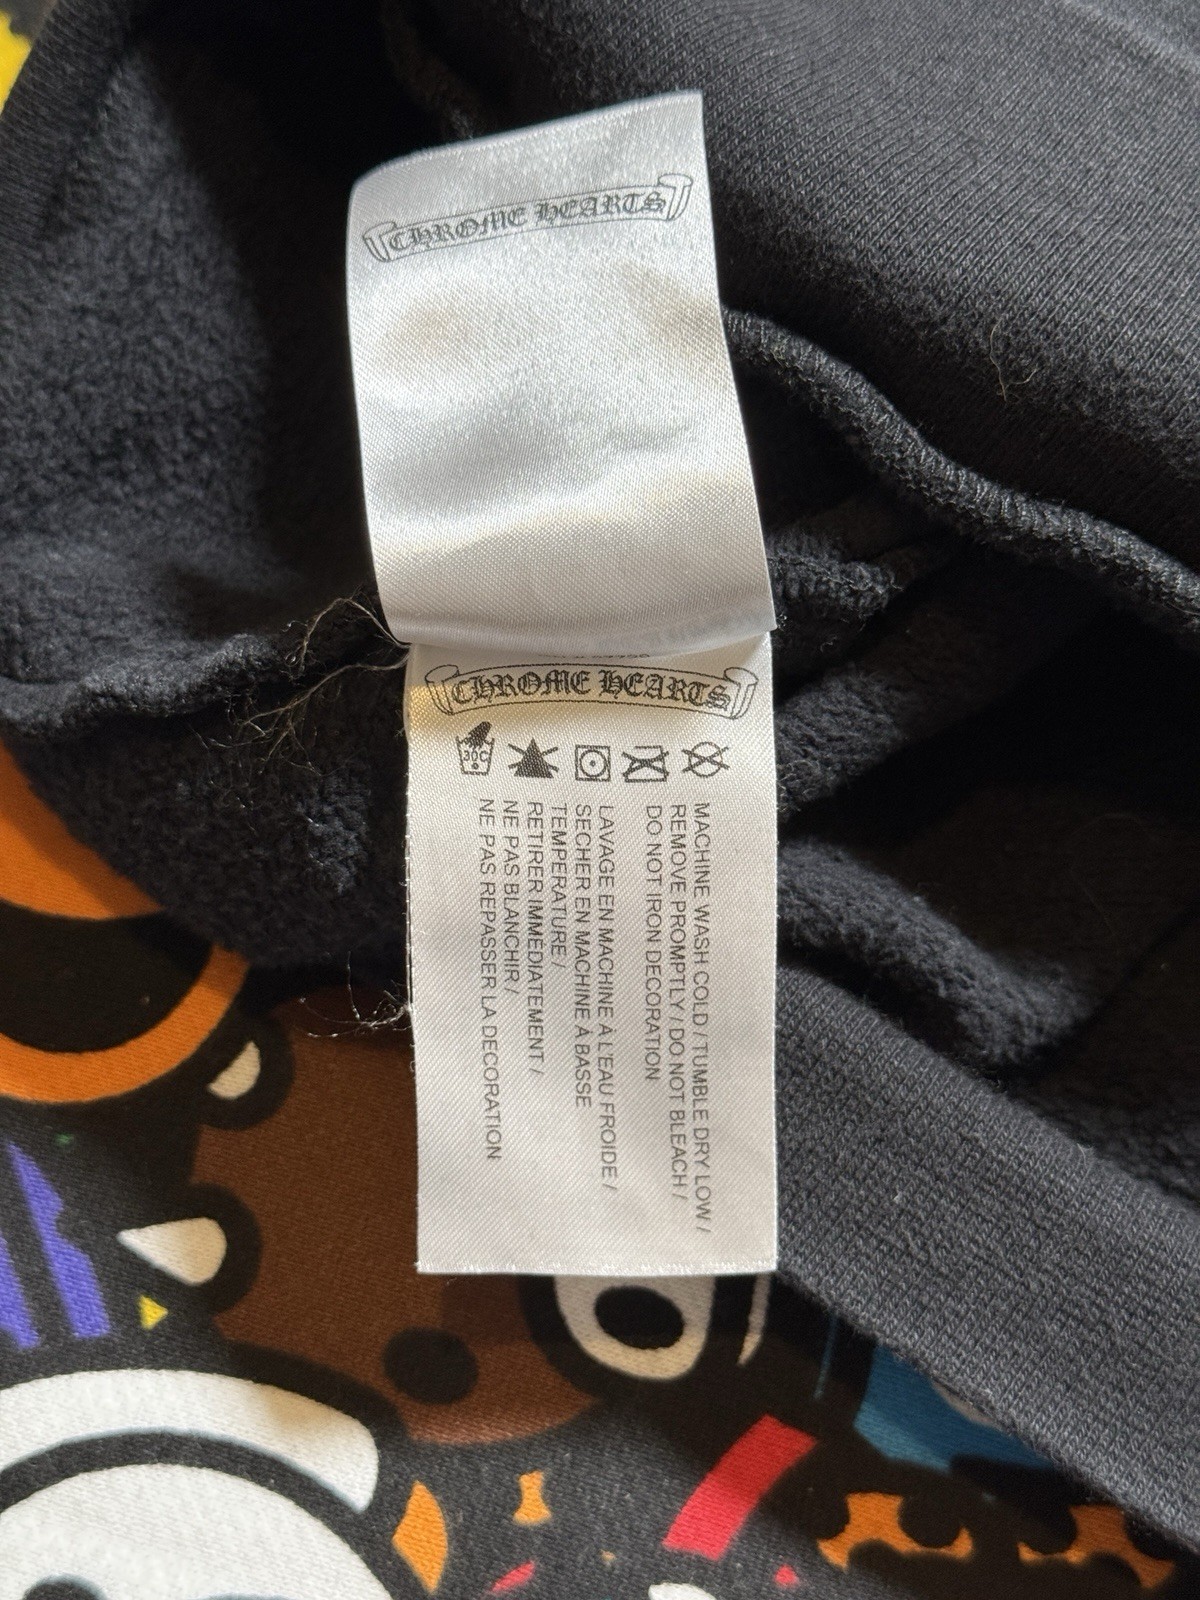 CHROME HEARTS
CHROME HEARTS
30C
MACHINE WASH COLD / TUMBLE DRY LOW /
REMOVE PROMPTLY / DO NOT BLEACH /
DO NOT IRON DECORATION
LAVAGE EN MACHINE À L'EAU FROIDE /
SECHER EN MACHINE À BASSE
TEMPERATURE /
RETIRER IMMEDIATEMENT /
NE PAS BLANCHIR /
NE PAS REPASSER LA DECORATION